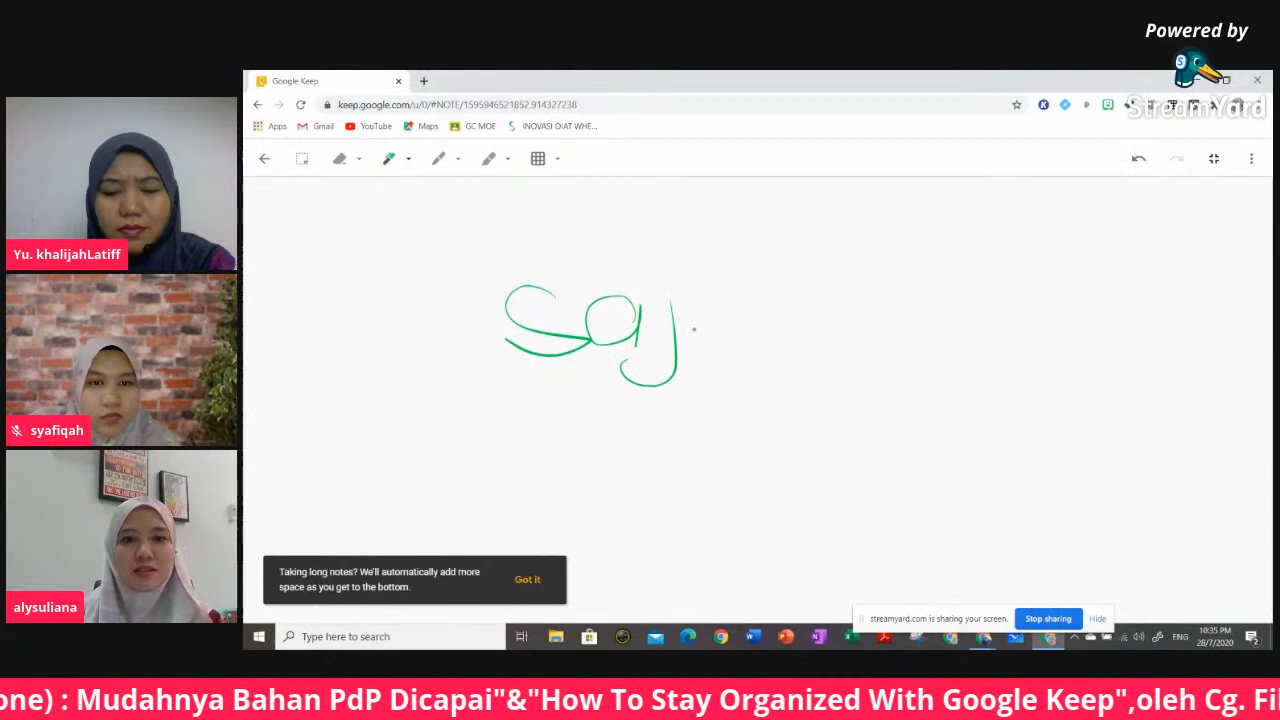 Powered by
StreamYard
Google Keep
keep.google.com/u/0/#NOTE/1595946521852.914327238
Apps
Gmail
YouTube
Maps
GC MOE
INOVASI OIAT WHE...
Yu. khalijahLatiff
syafiqah
alysuliana
say
Taking long notes? We'll automatically add more
space as you get to the bottom.
Got it
streamyard.com is sharing your screen.
Stop sharing
Hide
Type here to search
ENG
10:35 PM
28/7/2020
one) : Mudahnya Bahan PdP Dicapai"&"How To Stay Organized With Google Keep",oleh Cg. Fi